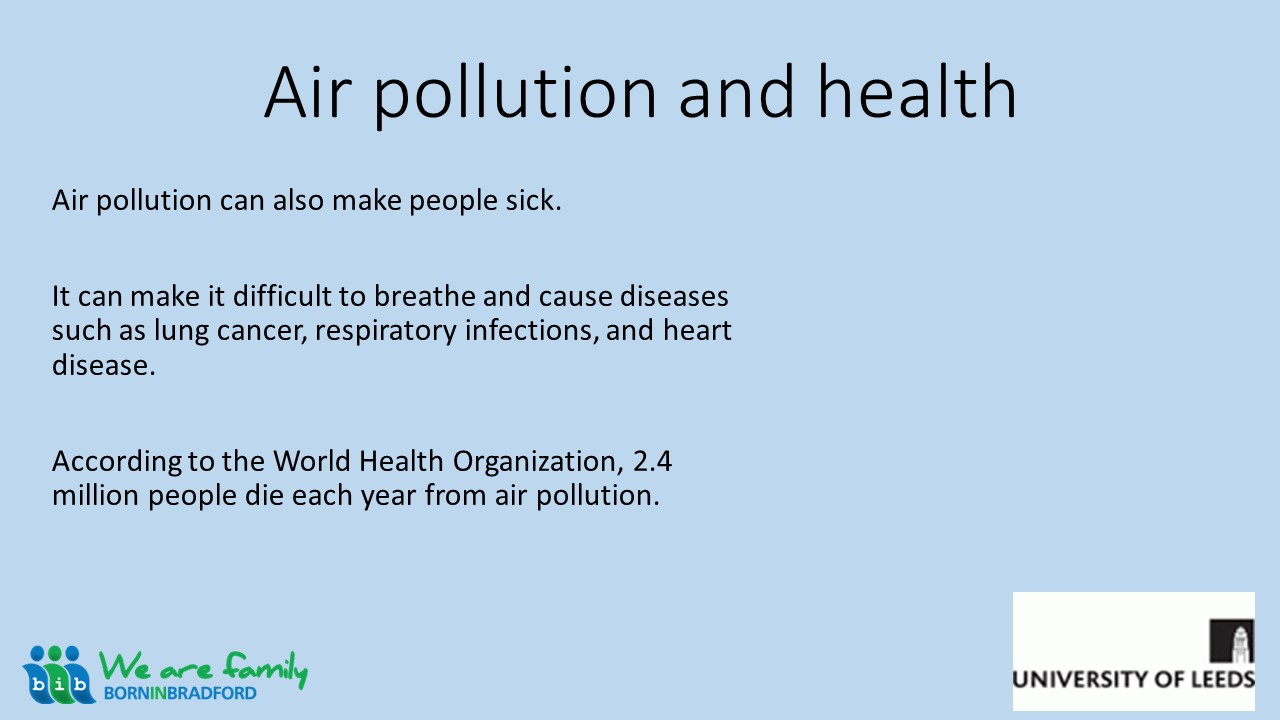 Air pollution and health
Air pollution can also make people sick.
It can make it difficult to breathe and cause diseases
such as lung cancer, respiratory infections, and heart
disease.
According to the World Health Organization, 2.4
million people die each year from air pollution.
bib We are family
BORNINBRADFORD
UNIVERSITY OF LEEDS